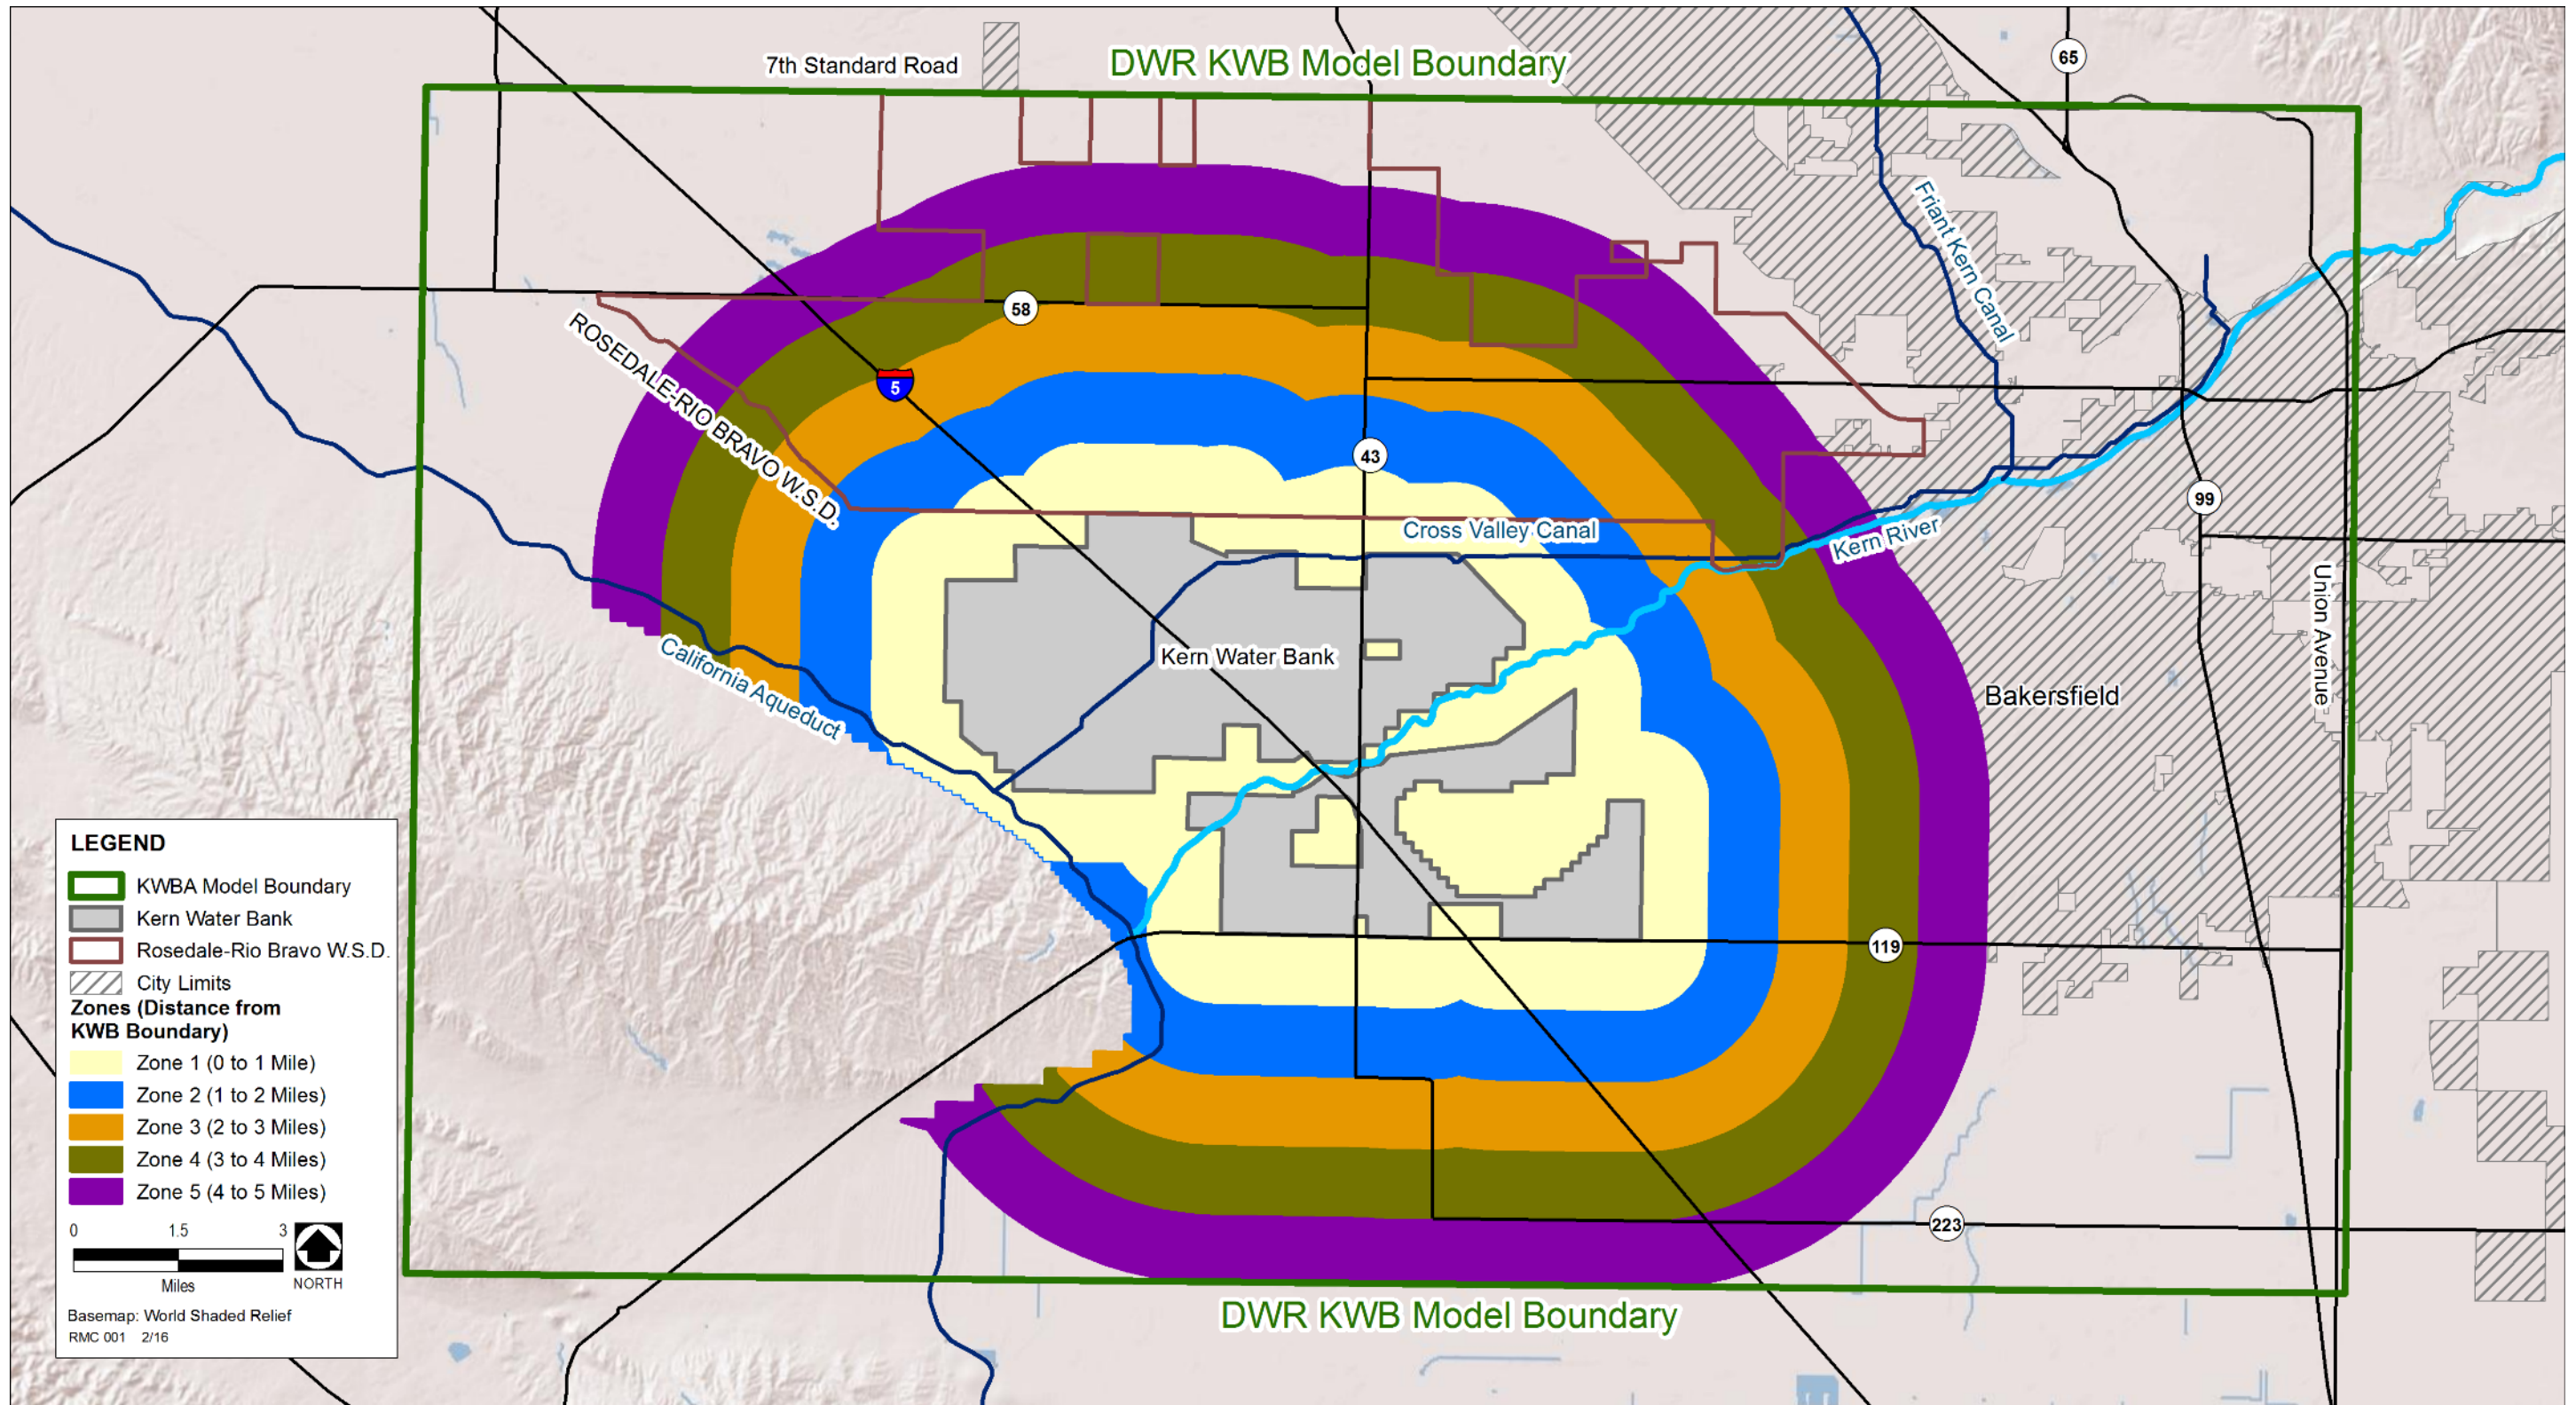 7th Standard Road
DWR KWB Model Boundary
65
Friant Kern Canal
58
ROSEDALE-RIO BRAVO W.S.D.
5
43
99
Cross Valley Canal
Kern River
Union Avenue
Kern Water Bank
California Aqueduct
Bakersfield
119
223
DWR KWB Model Boundary
LEGEND
KWBA Model Boundary
Kern Water Bank
Rosedale-Rio Bravo W.S.D.
City Limits
Zones (Distance from
KWB Boundary)
Zone 1 (0 to 1 Mile)
Zone 2 (1 to 2 Miles)
Zone 3 (2 to 3 Miles)
Zone 4 (3 to 4 Miles)
Zone 5 (4 to 5 Miles)
0 1.5 3
Miles
NORTH
Basemap: World Shaded Relief
RMC 001 2/16